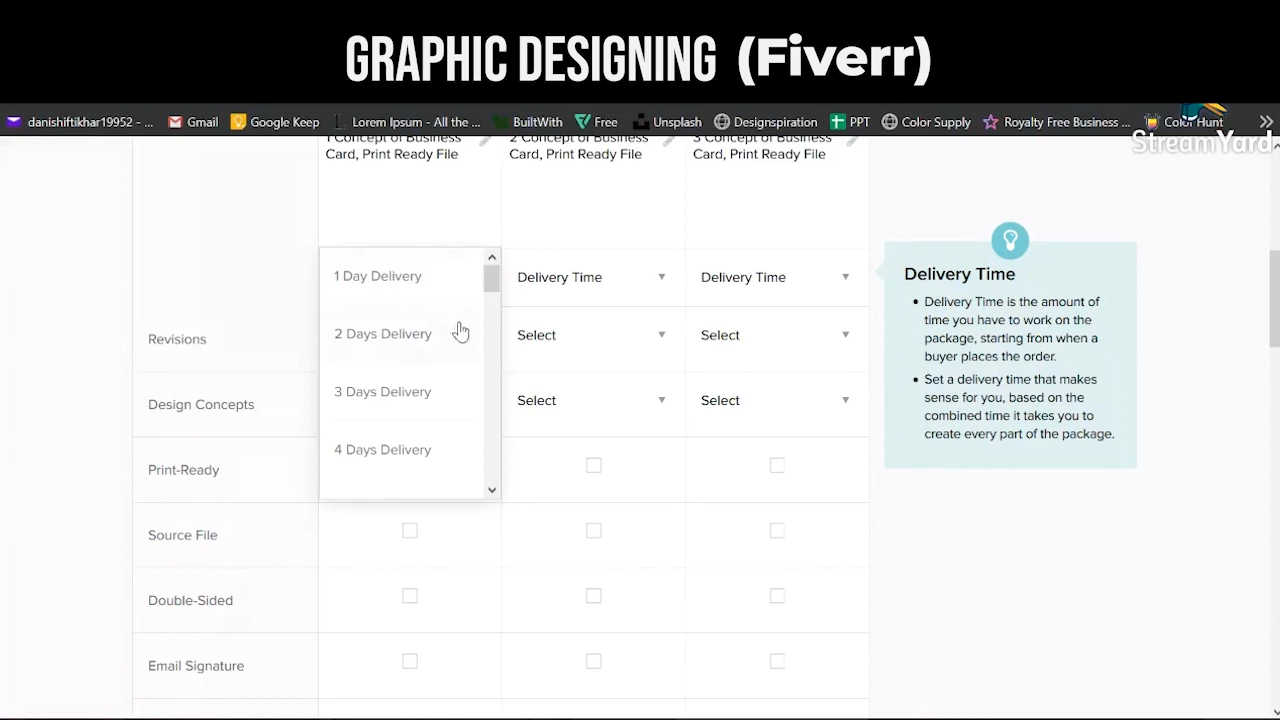 GRAPHIC DESIGNING (Fiverr)
danishiftikhar19952 - ...
Gmail
Google Keep
Lorem Ipsum - All the ...
BuiltWith
Free
Unsplash
Designspiration
PPT
Color Supply
Royalty Free Business ...
Color Hunt
StreamYard
1 Concept of Business
Card, Print Ready File
2 Concept of Business
Card, Print Ready File
3 Concept of Business
Card, Print Ready File
1 Day Delivery
2 Days Delivery
3 Days Delivery
4 Days Delivery
Delivery Time
Delivery Time
Revisions
Select
Select
Design Concepts
Select
Select
Print-Ready
Source File
Double-Sided
Email Signature
Delivery Time
• Delivery Time is the amount of
time you have to work on the
package, starting from when a
buyer places the order.
• Set a delivery time that makes
sense for you, based on the
combined time it takes you to
create every part of the package.